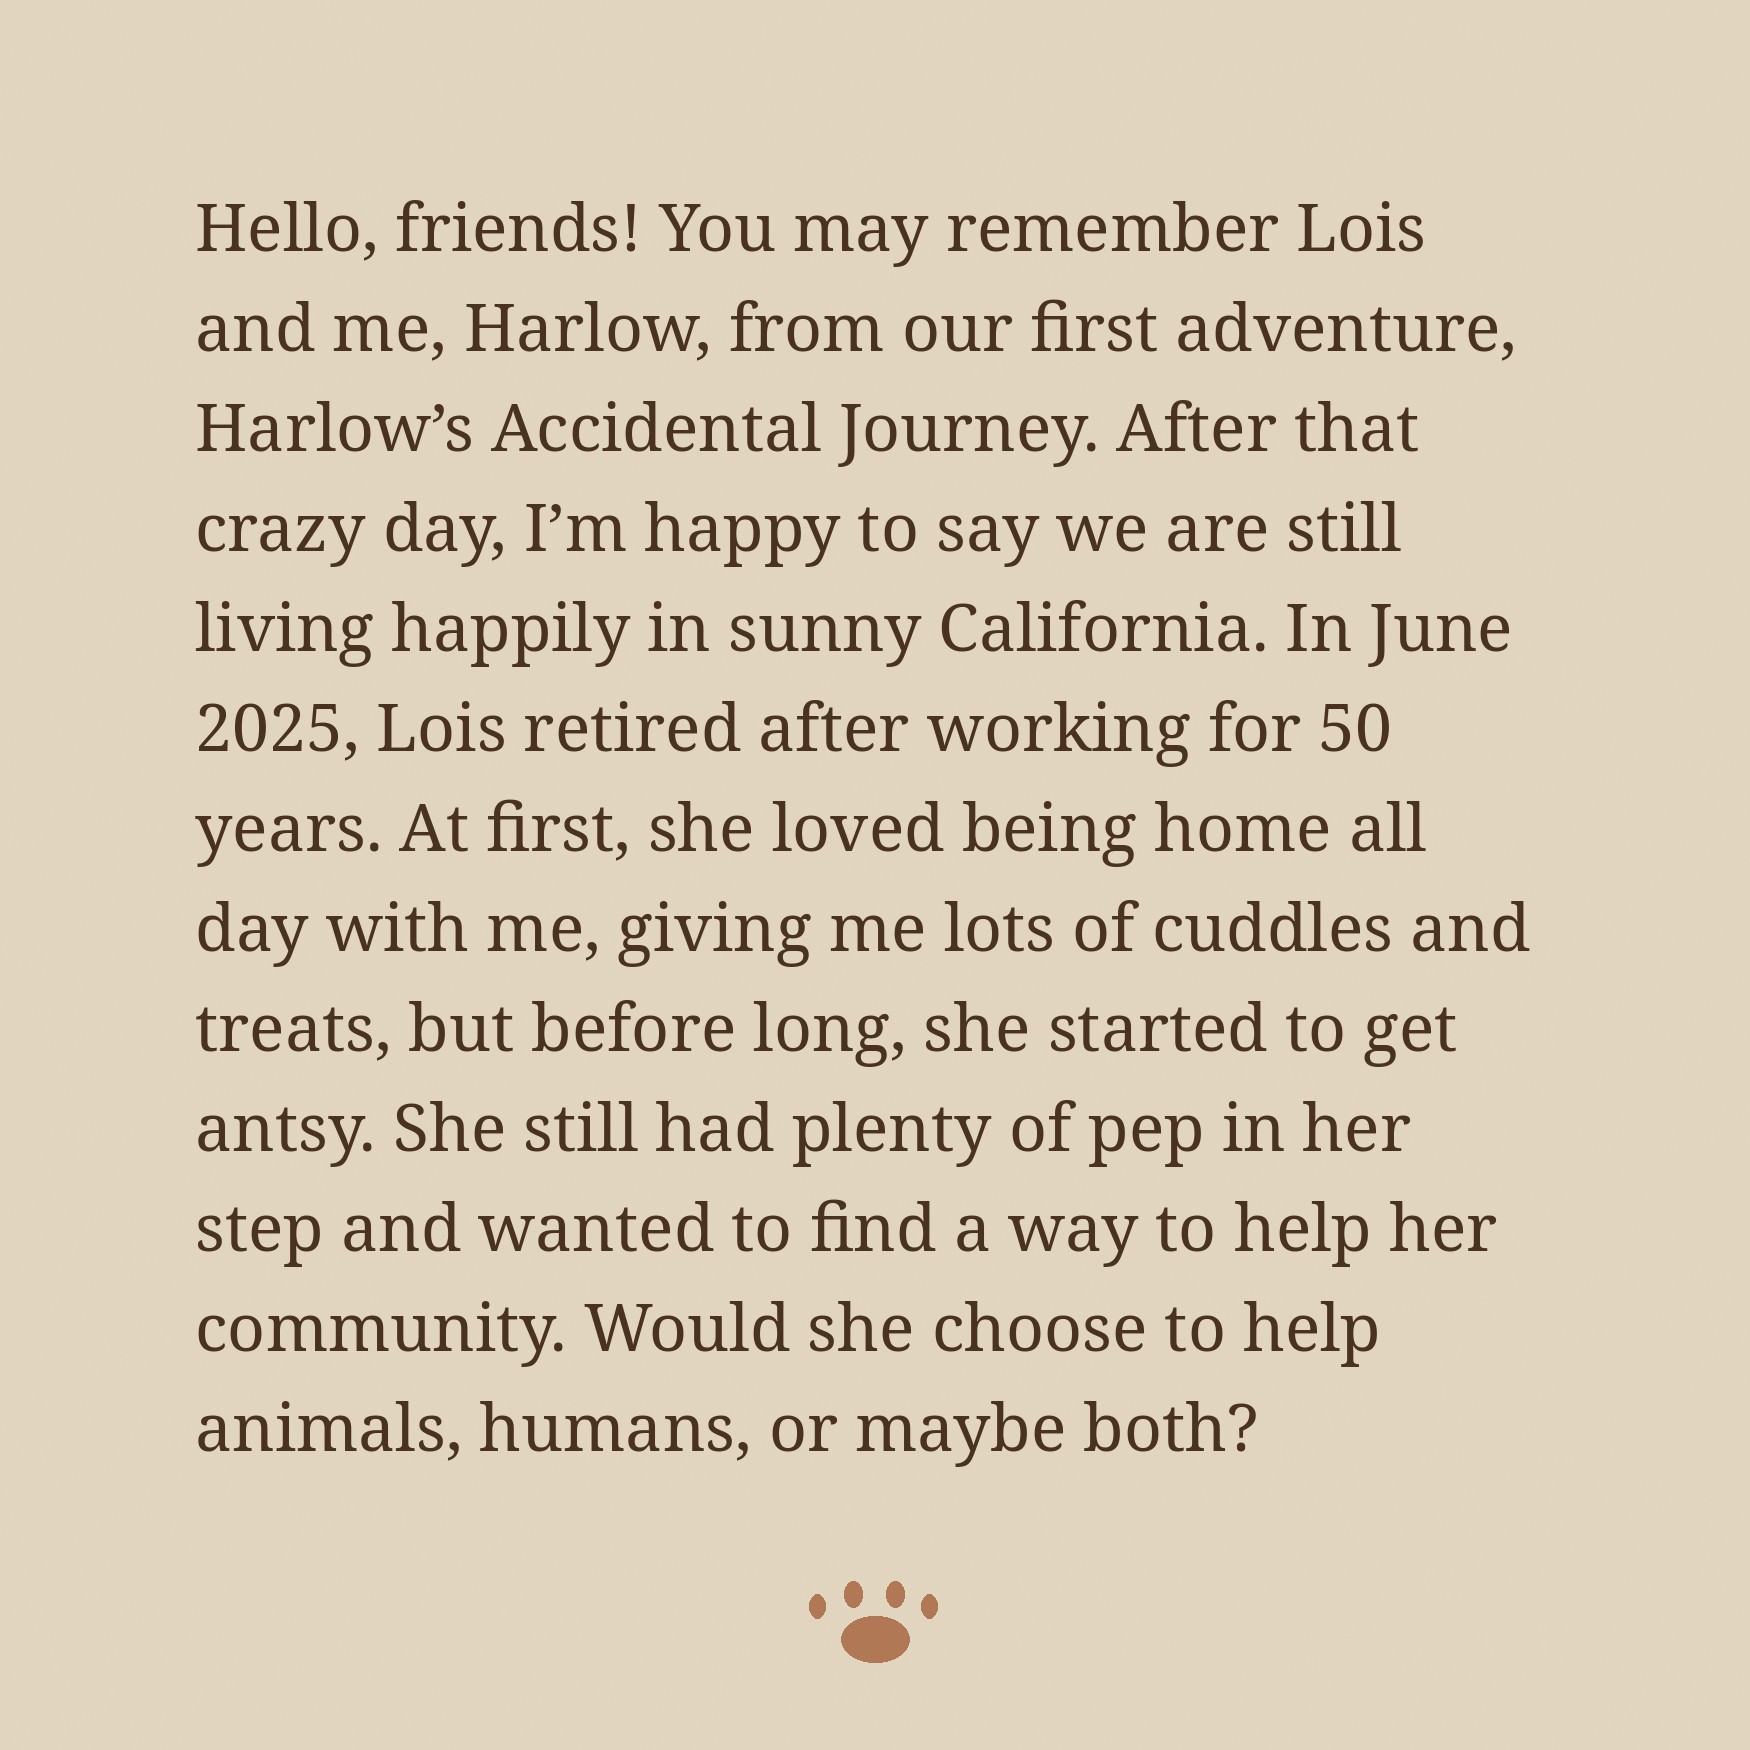 Hello, friends! You may remember Lois
and me, Harlow, from our first adventure,
Harlow’s Accidental Journey. After that
crazy day, I’m happy to say we are still
living happily in sunny California. In June
2025, Lois retired after working for 50
years. At first, she loved being home all
day with me, giving me lots of cuddles and
treats, but before long, she started to get
antsy. She still had plenty of pep in her
step and wanted to find a way to help her
community. Would she choose to help
animals, humans, or maybe both?